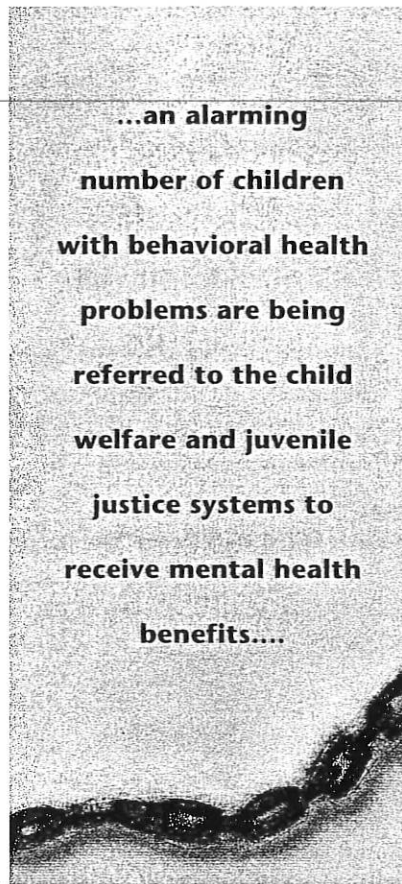 ...an alarming
number of children
with behavioral health
problems are being
referred to the child
welfare and juvenile
justice systems to
receive mental health
benefits....